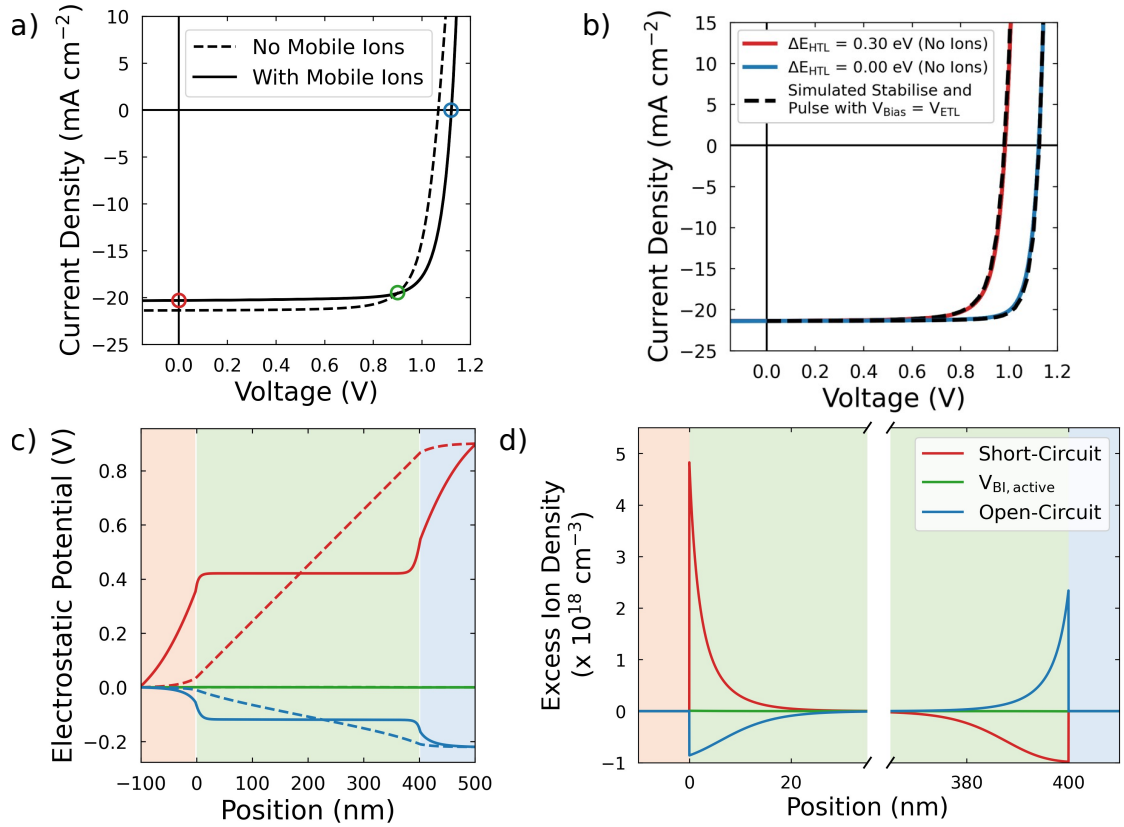 a)
10
5
0
−5
−10
−15
−20
−25
0.0 0.2 0.4 0.6 0.8 1.0 1.2
Voltage (V)
Current Density (mA cm⁻²)
No Mobile Ions
With Mobile Ions
b)
15
10
5
0
−5
−10
−15
−20
−25
0.0 0.2 0.4 0.6 0.8 1.0 1.2
Voltage (V)
Current Density (mA cm⁻²)
ΔE_HTL = 0.30 eV (No Ions)
ΔE_HTL = 0.00 eV (No Ions)
Simulated Stabilise and
Pulse with V_Bias = V_ETL
c)
0.8
0.6
0.4
0.2
0.0
−0.2
−100 0 100 200 300 400 500
Position (nm)
Electrostatic Potential (V)
d)
5
4
3
2
1
0
−1
0 20 380 400
Position (nm)
Excess Ion Density
(x 10¹⁸ cm⁻³)
Short-Circuit
V_BI, active
Open-Circuit